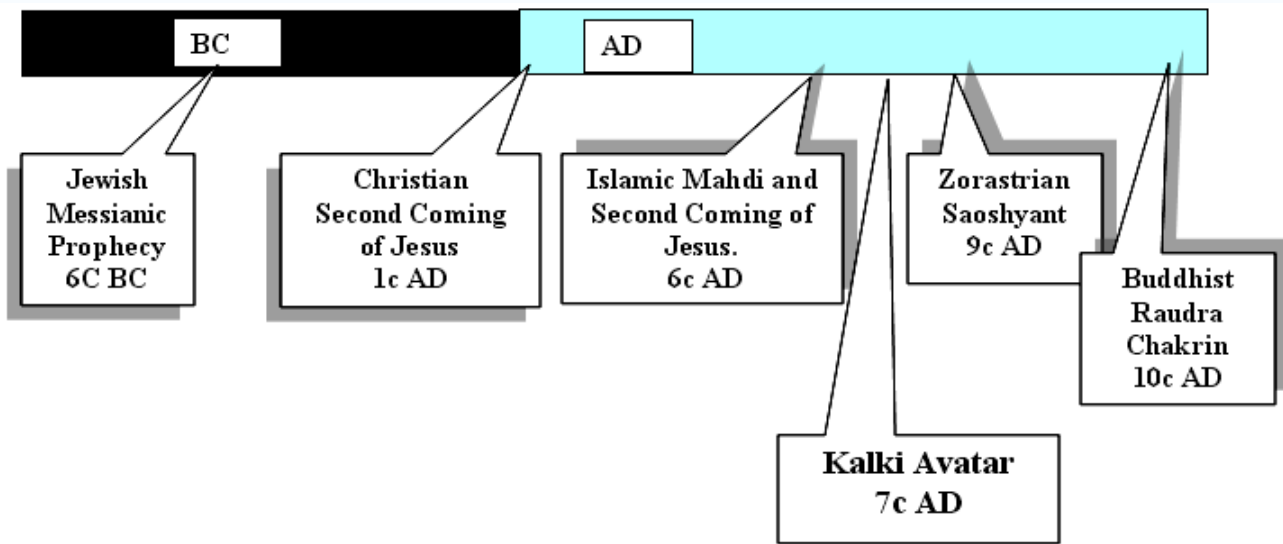 BC
AD
Jewish
Messianic
Prophecy
6C BC
Christian
Second Coming
of Jesus
1c AD
Islamic Mahdi and
Second Coming of
Jesus.
6c AD
Kalki Avatar
7c AD
Zorastrian
Saoshyant
9c AD
Buddhist
Raudra
Chakrin
10c AD